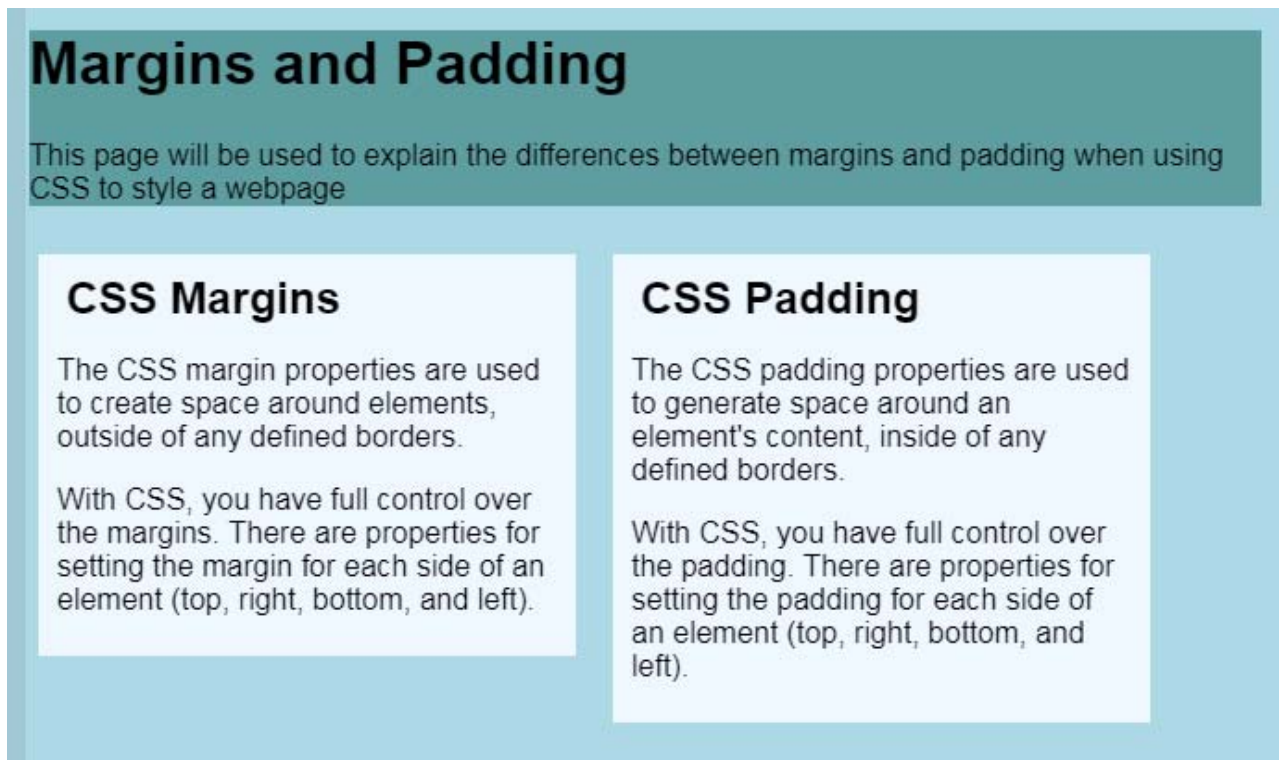 Margins and Padding
This page will be used to explain the differences between margins and padding when using
CSS to style a webpage
CSS Margins
The CSS margin properties are used
to create space around elements,
outside of any defined borders.
With CSS, you have full control over
the margins. There are properties for
setting the margin for each side of an
element (top, right, bottom, and left).
CSS Padding
The CSS padding properties are used
to generate space around an
element's content, inside of any
defined borders.
With CSS, you have full control over
the padding. There are properties for
setting the padding for each side of
an element (top, right, bottom, and
left).